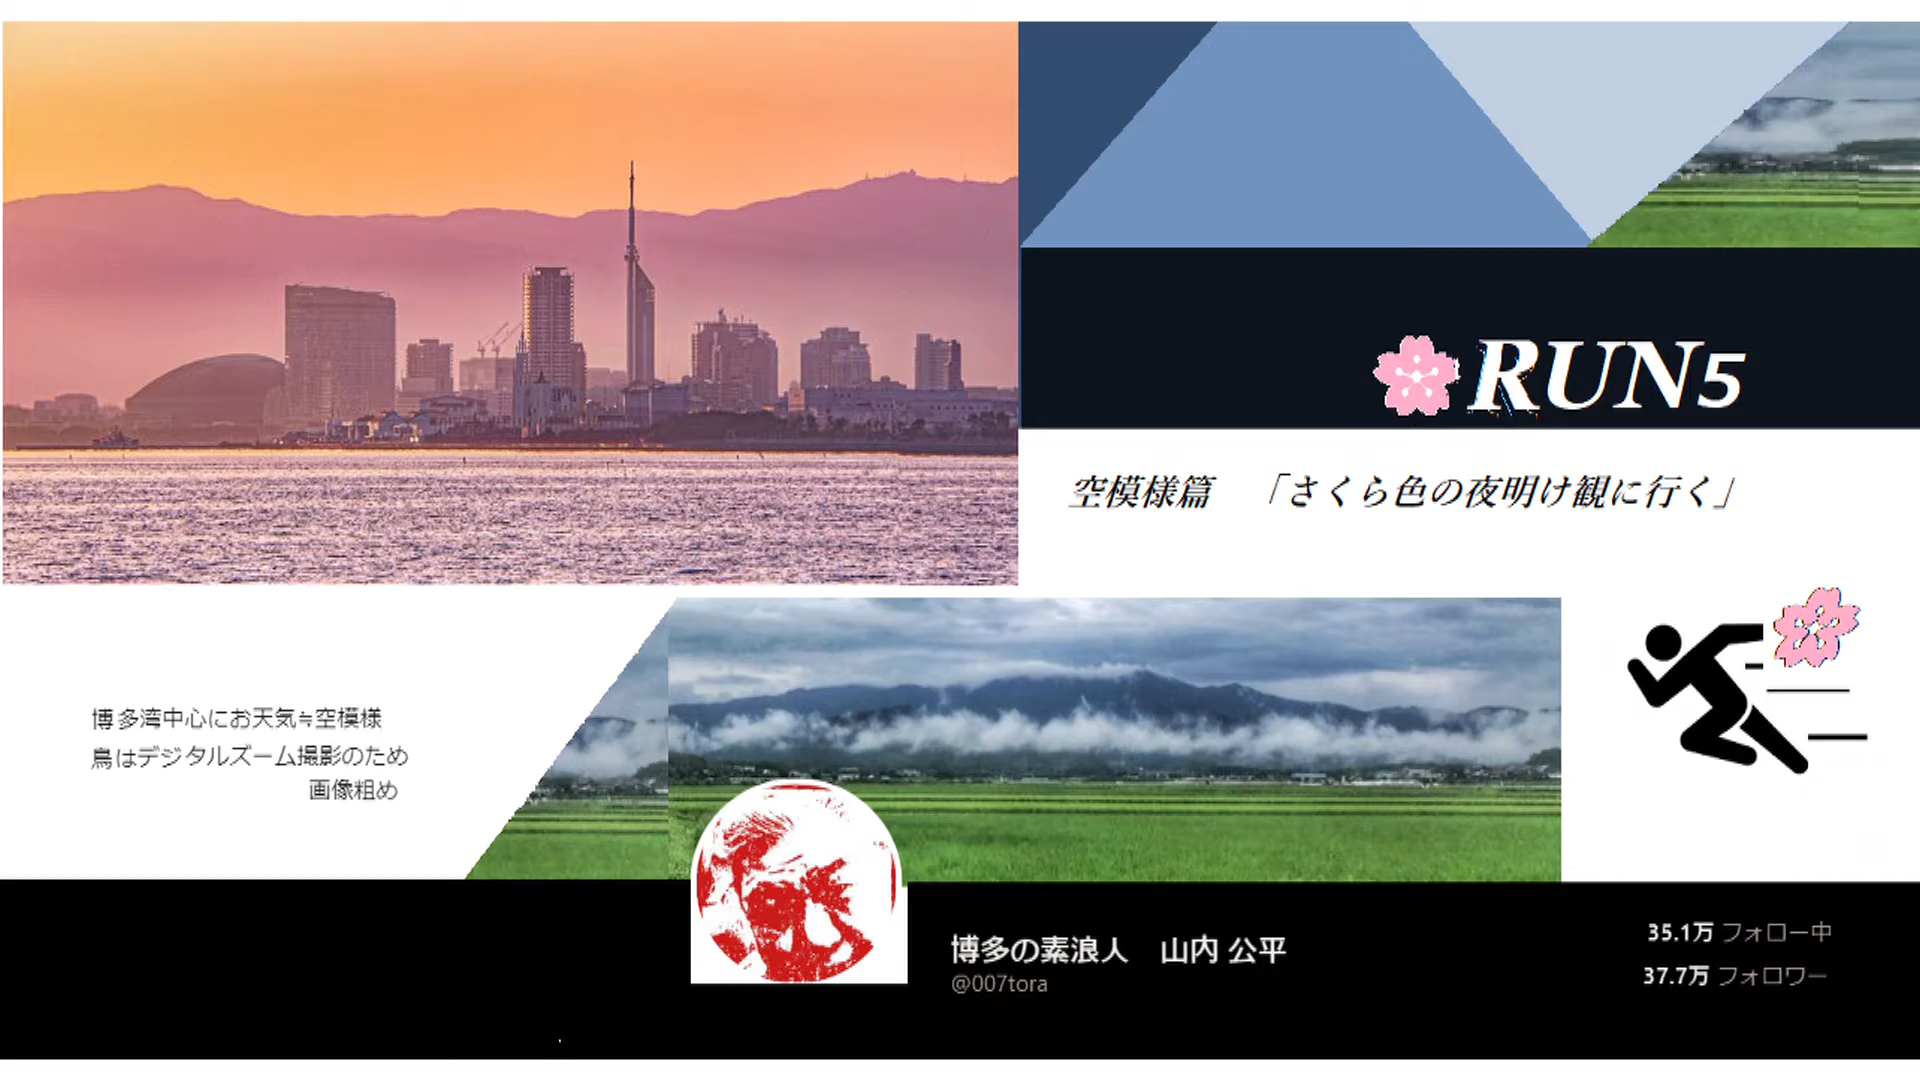 🌸RUN5
空模様篇　「さくら色の夜明け観に行く」
博多湾中心にお天気≒空模様
鳥はデジタルズーム撮影のため
画像粗め
博多の素浪人　山内 公平
@007tora
35.1万 フォロー中
37.7万 フォロワー